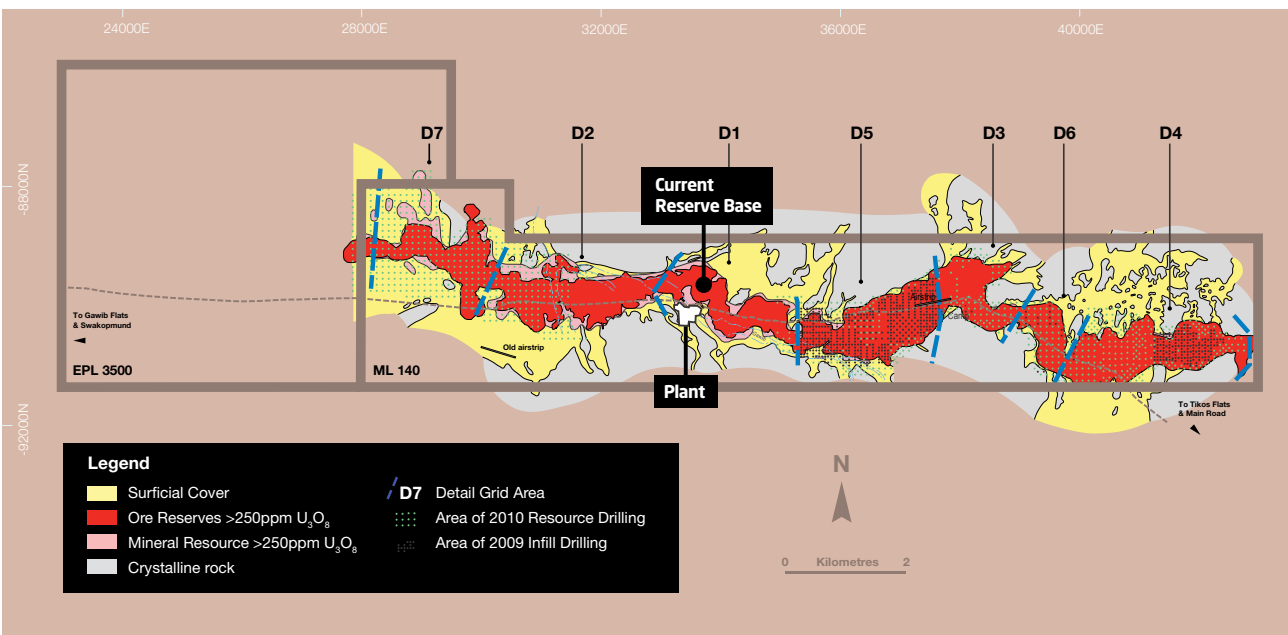 24000E 28000E 32000E 36000E 40000E
D7 D2 D1 D5 D3 D6 D4
-88000N
Current
Reserve Base
Airstrip
Camp
To Gawib Flats
& Swakopmund
Old airstrip
EPL 3500
ML 140
Plant
To Tikos Flats
& Main Road
-92000N
Legend
Surficial Cover
Ore Reserves >250ppm U₃O₈
Mineral Resource >250ppm U₃O₈
Crystalline rock
D7 Detail Grid Area
Area of 2010 Resource Drilling
Area of 2009 Infill Drilling
N
0 Kilometres 2